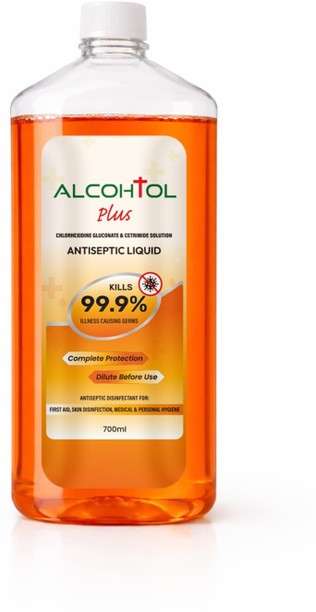 ALCOHTOL
Plus
CHLORHEXIDINE GLUCONATE & CETRIMIDE SOLUTION
ANTISEPTIC LIQUID
KILLS
99.9%
ILLNESS CAUSING GERMS
Complete Protection
Dilute Before Use
ANTISEPTIC DISINFECTANT FOR:
FIRST AID, SKIN DISINFECTION, MEDICAL & PERSONAL HYGIENE
700ml